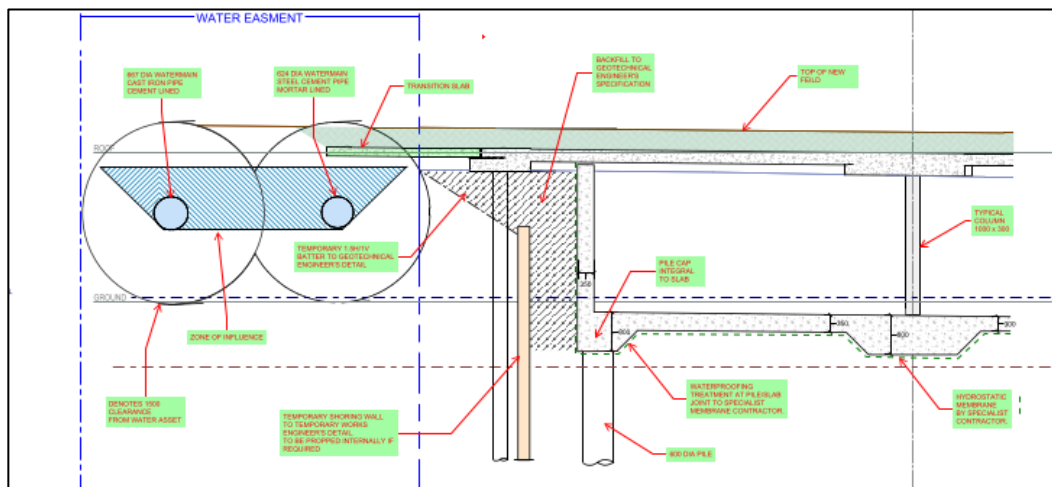 WATER EASMENT
667 DIA WATERMAIN
CAST IRON PIPE
CEMENT LINED
624 DIA WATERMAIN
STEEL CEMENT PIPE
MORTAR LINED
TRANSITION SLAB
BACKFILL TO
GEOTECHNICAL
ENGINEER'S
SPECIFICATION
TOP OF NEW
FEILD
ROOF
TEMPORARY 1.5H/1V
BATTER TO GEOTECHNICAL
ENGINEER'S DETAIL
PILE CAP
INTEGRAL
TO SLAB
TYPICAL
COLUMN
GROUND
ZONE OF INFLUENCE
350
350
DENOTES 1500
CLEARANCE
FROM WATER ASSET
TEMPORARY SHORING WALL
TO TEMPORARY WORKS
ENGINEER'S DETAIL.
TO BE PROPPED INTERNALLY IF
REQUIRED
WATERPROOFING
TREATMENT AT PILE/SLAB
JOINT TO SPECIALIST
MEMBRANE CONTRACTOR.
HYDROSTATIC
MEMBRANE
BY SPECIALIST
CONTRACTOR.
600 DIA PILE